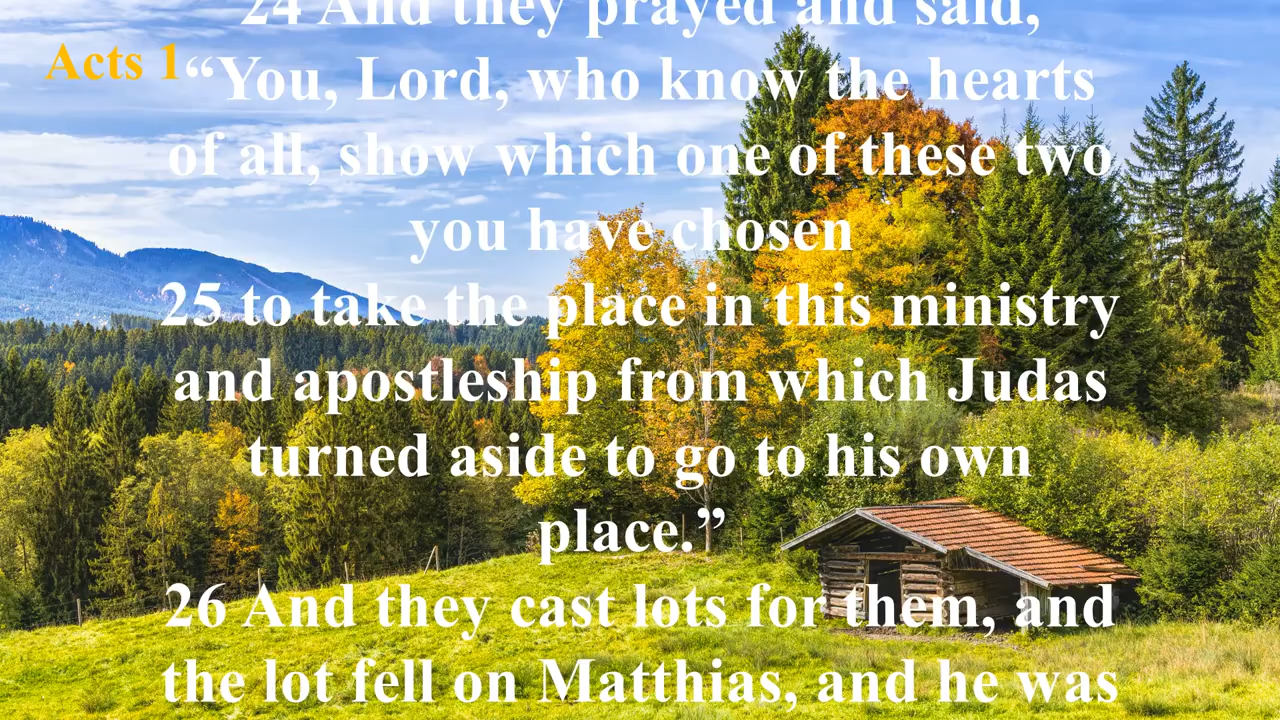 24 And they prayed and said,
Acts 1
“You, Lord, who know the hearts
of all, show which one of these two
you have chosen
25 to take the place in this ministry
and apostleship from which Judas
turned aside to go to his own
place.”
26 And they cast lots for them, and
the lot fell on Matthias, and he was